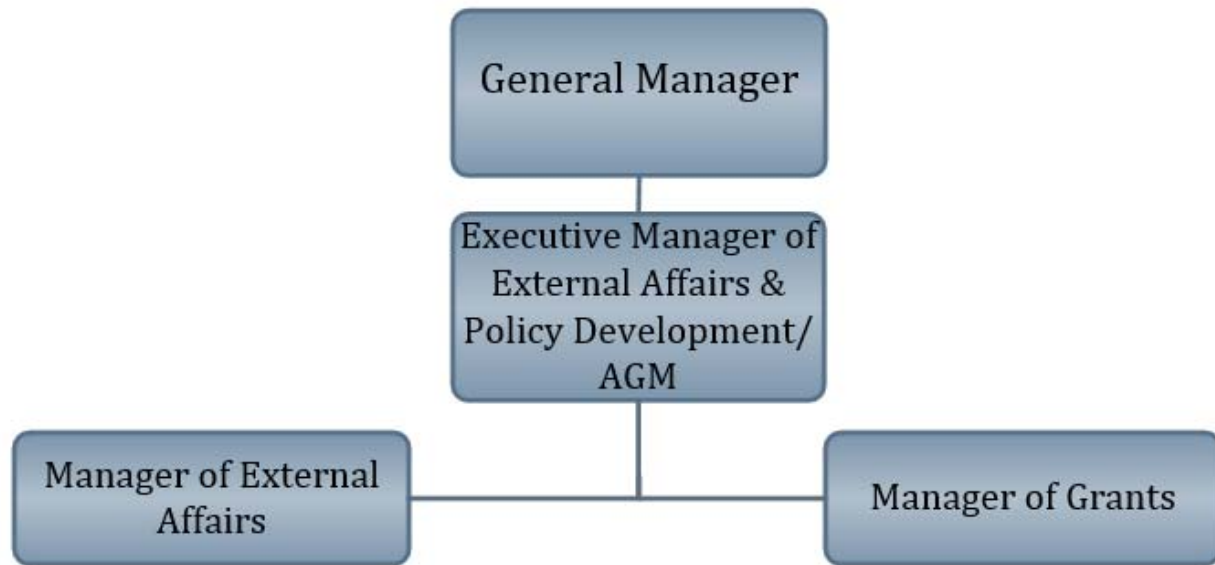 General Manager
Executive Manager of
External Affairs &
Policy Development/
AGM
Manager of External
Affairs
Manager of Grants